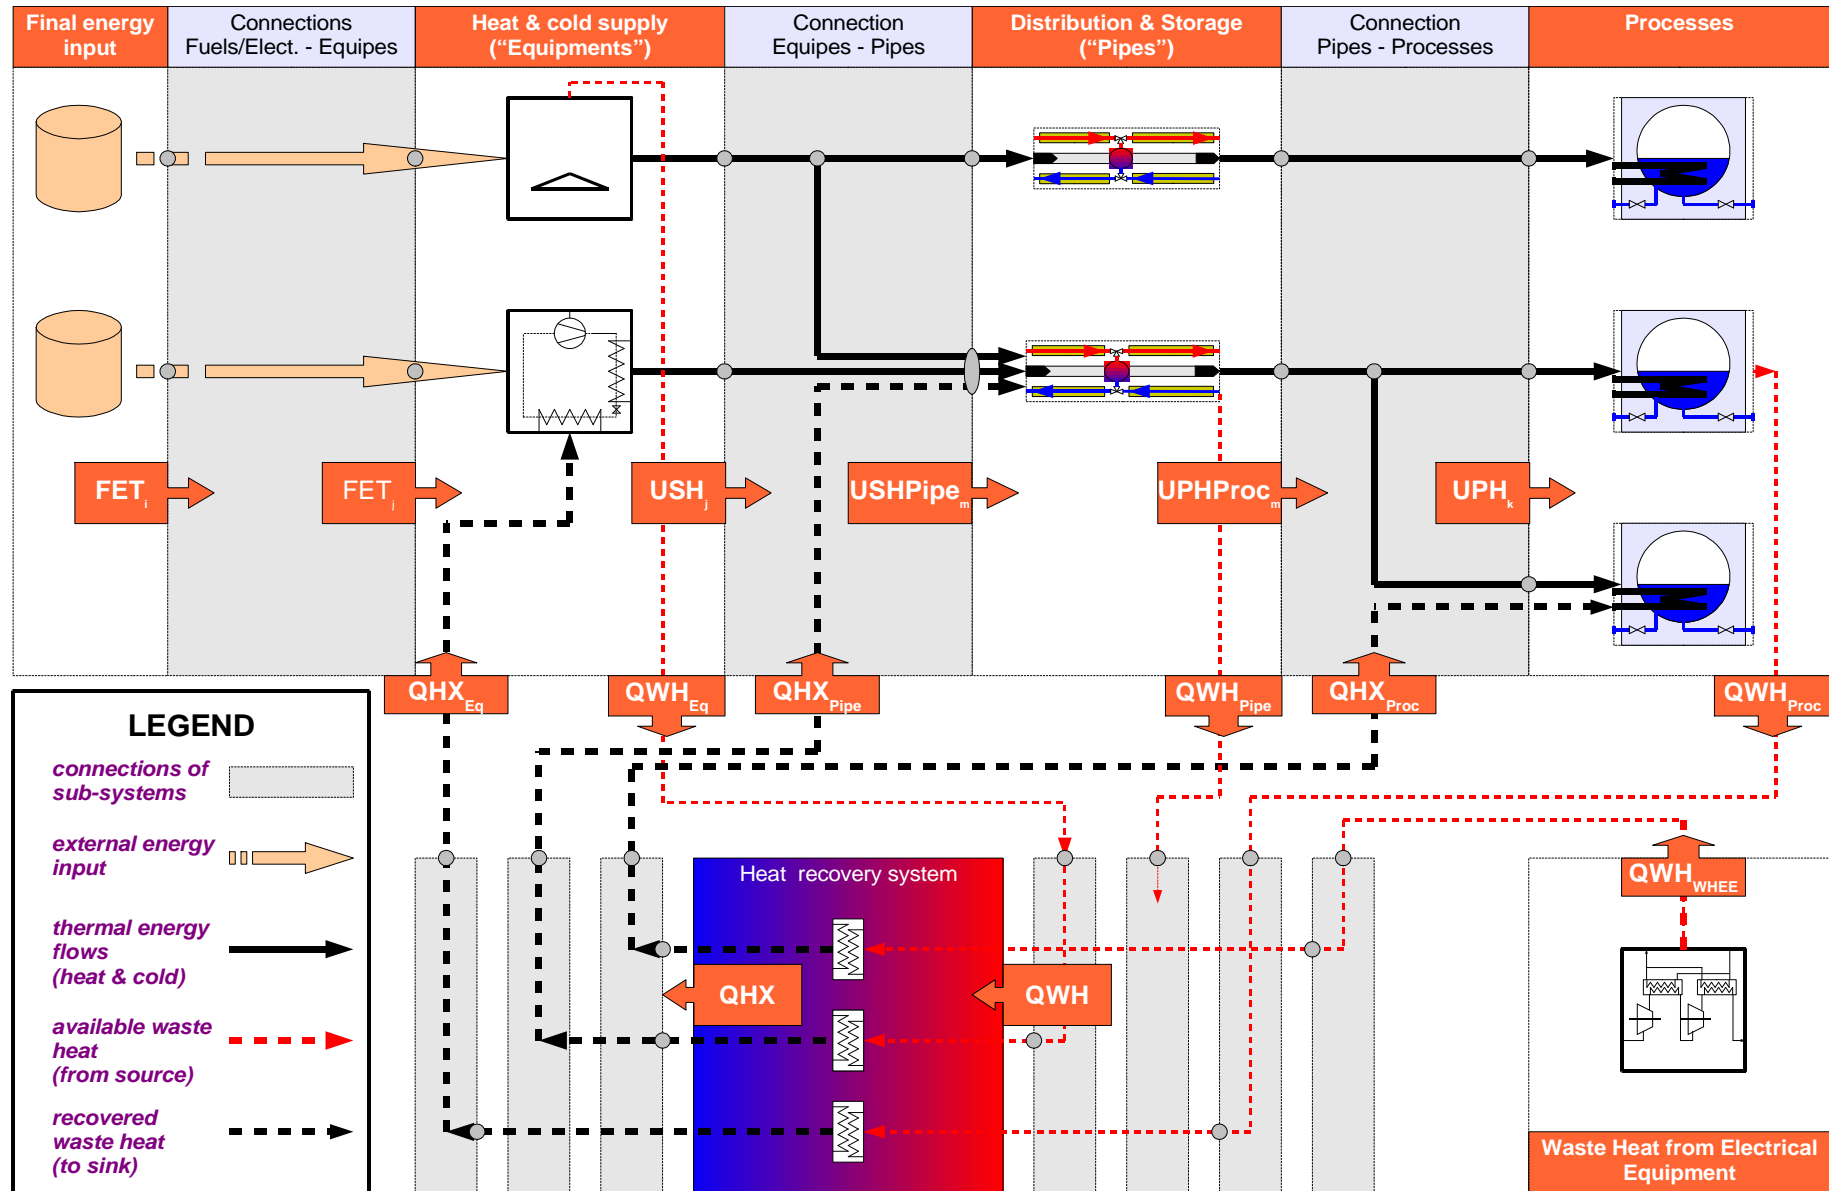 Final energy
input
Connections
Fuels/Elect. - Equipes
Heat & cold supply
(“Equipments”)
Connection
Equipes - Pipes
Distribution & Storage
(“Pipes”)
Connection
Pipes - Processes
Processes
FETi
FETj
USHj
USHPipem
UPHProcm
UPHk
QHXEq
QWHEq
QHXPipe
QWHPipe
QHXProc
QWHProc
LEGEND
connections of
sub-systems
external energy
input
thermal energy
flows
(heat & cold)
available waste
heat
(from source)
recovered
waste heat
(to sink)
Heat recovery system
QHX
QWH
QWHWHEE
Waste Heat from Electrical
Equipment